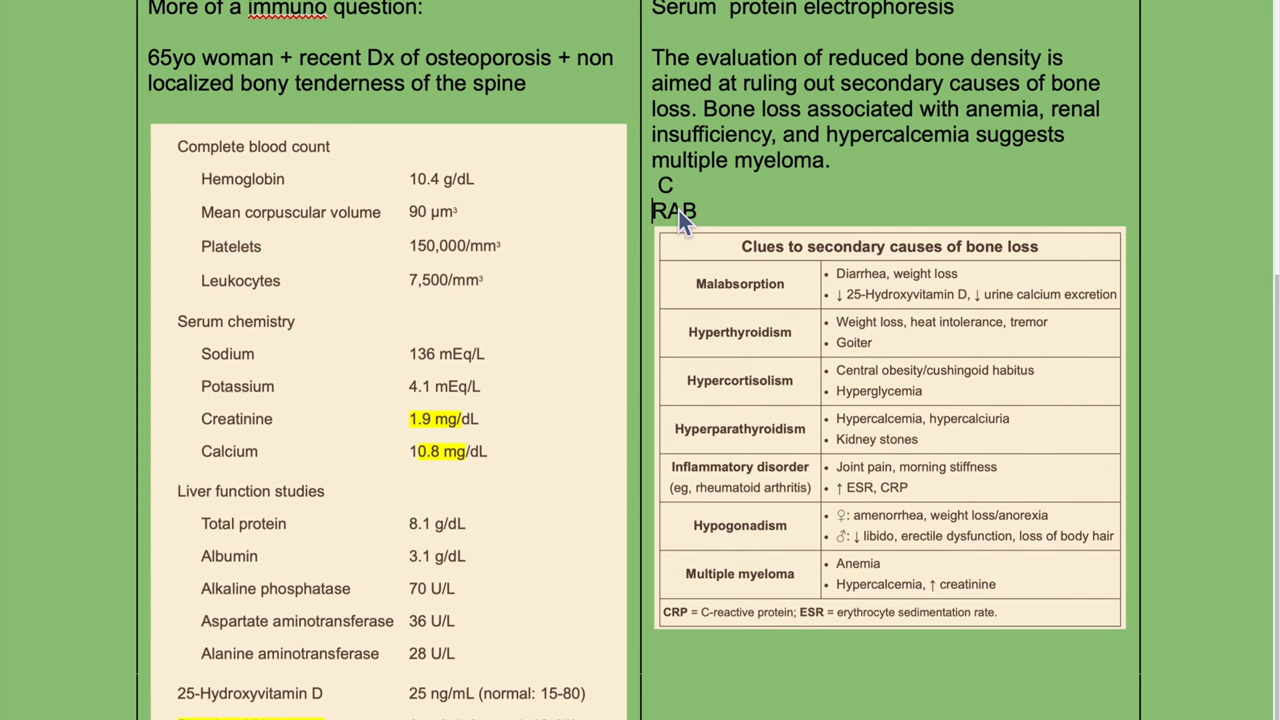 More of a immuno question:
65yo woman + recent Dx of osteoporosis + non
localized bony tenderness of the spine
Complete blood count
Hemoglobin 10.4 g/dL
Mean corpuscular volume 90 µm³
Platelets 150,000/mm³
Leukocytes 7,500/mm³
Serum chemistry
Sodium 136 mEq/L
Potassium 4.1 mEq/L
Creatinine 1.9 mg/dL
Calcium 10.8 mg/dL
Liver function studies
Total protein 8.1 g/dL
Albumin 3.1 g/dL
Alkaline phosphatase 70 U/L
Aspartate aminotransferase 36 U/L
Alanine aminotransferase 28 U/L
25-Hydroxyvitamin D 25 ng/mL (normal: 15-80)
Serum protein electrophoresis
The evaluation of reduced bone density is
aimed at ruling out secondary causes of bone
loss. Bone loss associated with anemia, renal
insufficiency, and hypercalcemia suggests
multiple myeloma.
C
RAB
Clues to secondary causes of bone loss
Malabsorption
• Diarrhea, weight loss
• ↓ 25-Hydroxyvitamin D, ↓ urine calcium excretion
Hyperthyroidism
• Weight loss, heat intolerance, tremor
• Goiter
Hypercortisolism
• Central obesity/cushingoid habitus
• Hyperglycemia
Hyperparathyroidism
• Hypercalcemia, hypercalciuria
• Kidney stones
Inflammatory disorder
(eg, rheumatoid arthritis)
• Joint pain, morning stiffness
• ↑ ESR, CRP
Hypogonadism
• ♀: amenorrhea, weight loss/anorexia
• ♂: ↓ libido, erectile dysfunction, loss of body hair
Multiple myeloma
• Anemia
• Hypercalcemia, ↑ creatinine
CRP = C-reactive protein; ESR = erythrocyte sedimentation rate.